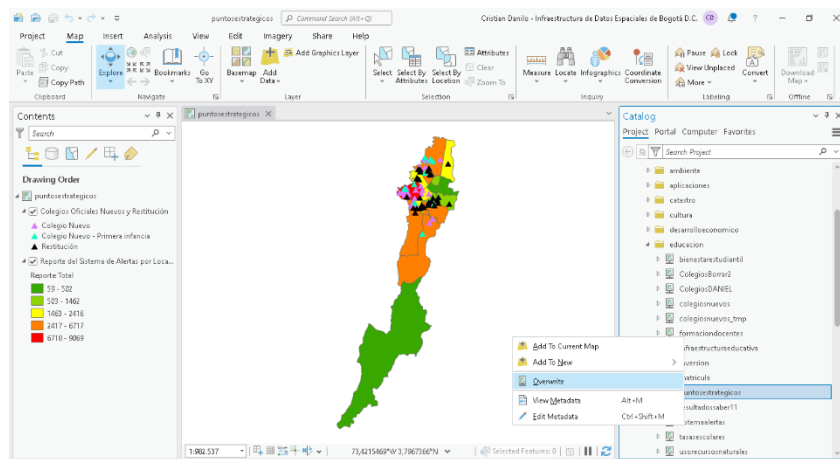 puntosestrategicos
Command Search (Alt+Q)
Cristian Danilo - Infraestructura de Datos Espaciales de Bogotá D.C.
CD
?
Project Map Insert Analysis View Edit Imagery Share Help
Cut
Copy
Copy Path
Paste
Clipboard
Explore
Bookmarks
Go To XY
Navigate
Basemap
Add Data
Add Graphics Layer
Layer
Select
Select By Attributes
Select By Location
Attributes
Clear
Zoom To
Selection
Measure
Locate
Infographics
Coordinate Conversion
Inquiry
Pause
Lock
View Unplaced
More
Convert
Labeling
Download Map
Offline
Contents
Search
Drawing Order
puntosestrategicos
Colegios Oficiales Nuevos y Restitución
Colegio Nuevo
Colegio Nuevo - Primera infancia
Restitución
Reporte del Sistema de Alertas por Loca...
Reporte Total
59 - 502
503 - 1462
1463 - 2416
2417 - 6717
6718 - 9069
puntosestrategicos
1:982.537
73,4215469°W 3,7967366°N
Selected Features: 0
Catalog
Project Portal Computer Favorites
Search Project
ambiente
aplicaciones
catastro
cultura
desarrolloeconomico
educacion
bienestarestudiantil
ColegiosBorrar2
ColegiosDANIEL
colegiosnuevos
colegiosnuevos_tmp
formaciondocentes
nfraestructuraeducativa
nversion
matricula
puntosestrategicos
resultadossaber11
sistemaalertas
tasasescolares
usorecursosnaturales
Add To Current Map
Add To New
Overwrite
View Metadata Alt+M
Edit Metadata Ctrl+Shift+M